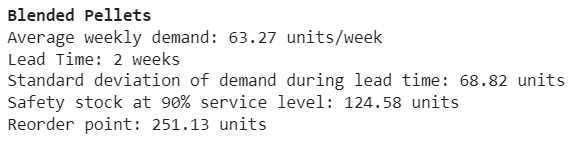 Blended Pellets
Average weekly demand: 63.27 units/week
Lead Time: 2 weeks
Standard deviation of demand during lead time: 68.82 units
Safety stock at 90% service level: 124.58 units
Reorder point: 251.13 units